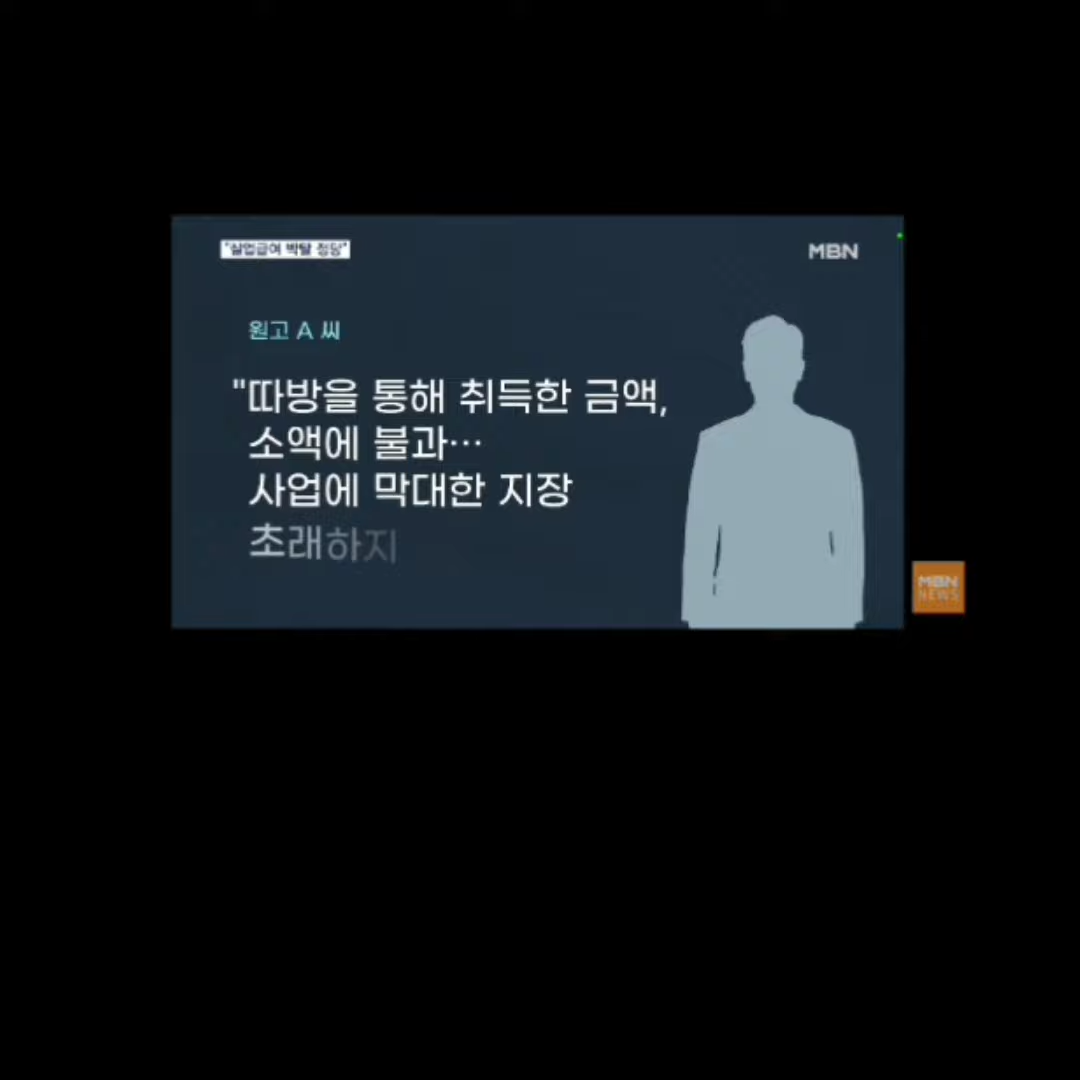 "실업급여 박탈 정당"
MBN
원고 A 씨
"따방을 통해 취득한 금액,
소액에 불과…
사업에 막대한 지장
초래하지
MBN
NEWS